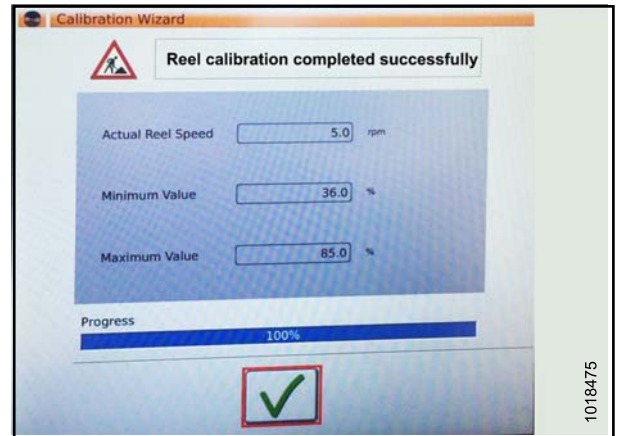 Calibration Wizard
Reel calibration completed successfully
Actual Reel Speed 5.0 rpm
Minimum Value 36.0 %
Maximum Value 85.0 %
Progress
100%
1018475